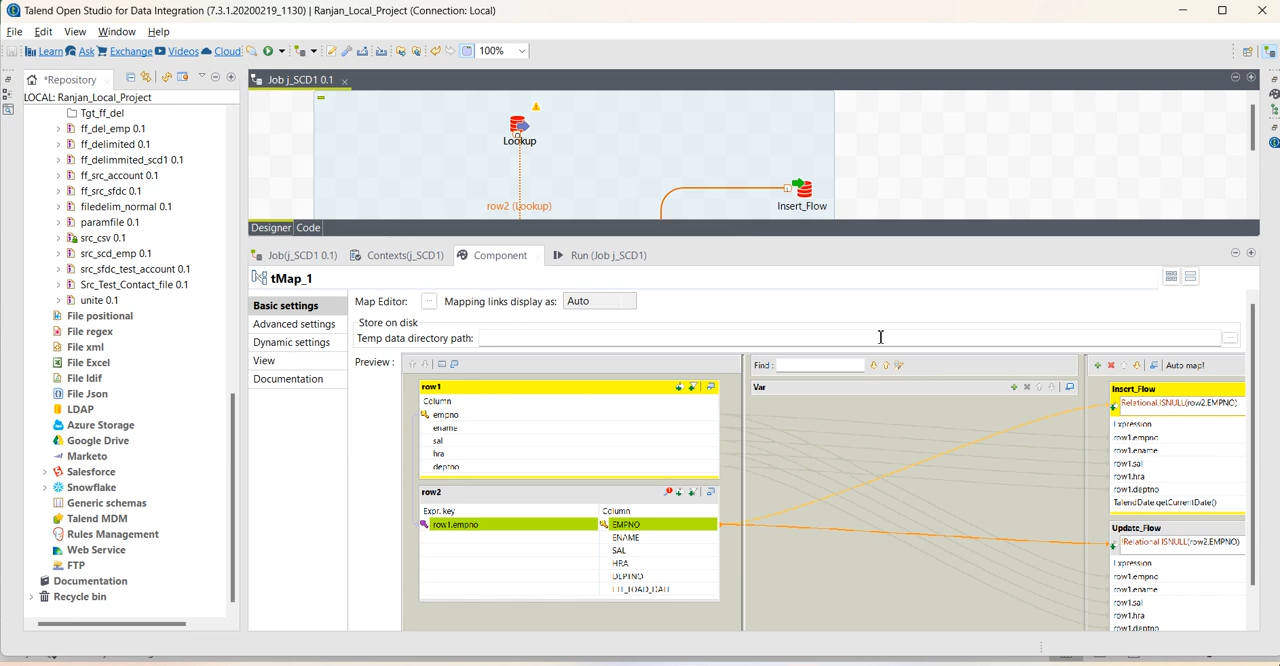 Talend Open Studio for Data Integration (7.3.1.20200219_1130) | Ranjan_Local_Project (Connection: Local)
File Edit View Window Help
Learn Ask Exchange Videos Cloud 100%
*Repository
LOCAL: Ranjan_Local_Project
Tgt_ff_del
ff_del_emp 0.1
ff_delimited 0.1
ff_delimmited_scd1 0.1
ff_src_account 0.1
ff_src_sfdc 0.1
filedelim_normal 0.1
paramfile 0.1
src_csv 0.1
src_scd_emp 0.1
src_sfdc_test_account 0.1
Src_Test_Contact_file 0.1
unite 0.1
File positional
File regex
File xml
File Excel
File ldif
File Json
LDAP
Azure Storage
Google Drive
Marketo
Salesforce
Snowflake
Generic schemas
Talend MDM
Rules Management
Web Service
FTP
Documentation
Recycle bin
Job j_SCD1 0.1
Lookup
row2 (Lookup)
Insert_Flow
Designer Code
Job(j_SCD1 0.1) Contexts(j_SCD1) Component Run (Job j_SCD1)
tMap_1
Basic settings
Advanced settings
Dynamic settings
View
Documentation
Map Editor: ... Mapping links display as: Auto
Store on disk
Temp data directory path:
Preview :
row1
Column
empno
ename
sal
hra
deptno
row2
Expr. key Column
row1.empno EMPNO
ENAME
SAL
HRA
DEPTNO
Find :
Var
Auto map!
Insert_Flow
Relational.ISNULL(row2.EMPNO)
Expression
row1.empno
row1.ename
row1.sal
row1.hra
row1.deptno
TalendDate.getCurrentDate()
Update_Flow
!Relational.ISNULL(row2.EMPNO)
Expression
row1.empno
row1.ename
row1.sal
row1.hra
row1.deptno